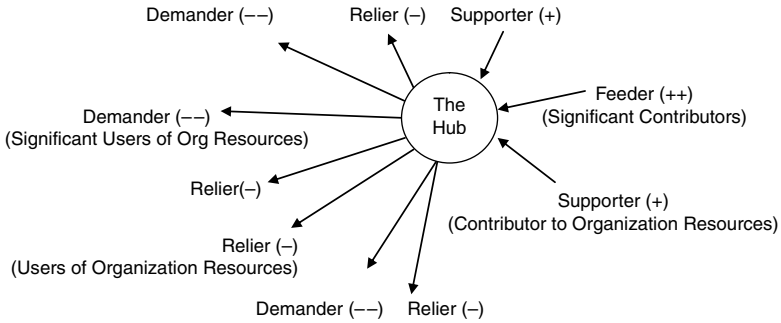 Demander (−−)
Relier (–)
Supporter (+)
The
Hub
Feeder (++)
(Significant Contributors)
Demander (−−)
(Significant Users of Org Resources)
Relier(–)
Supporter (+)
(Contributor to Organization Resources)
Relier (–)
(Users of Organization Resources)
Demander (−−)
Relier (–)